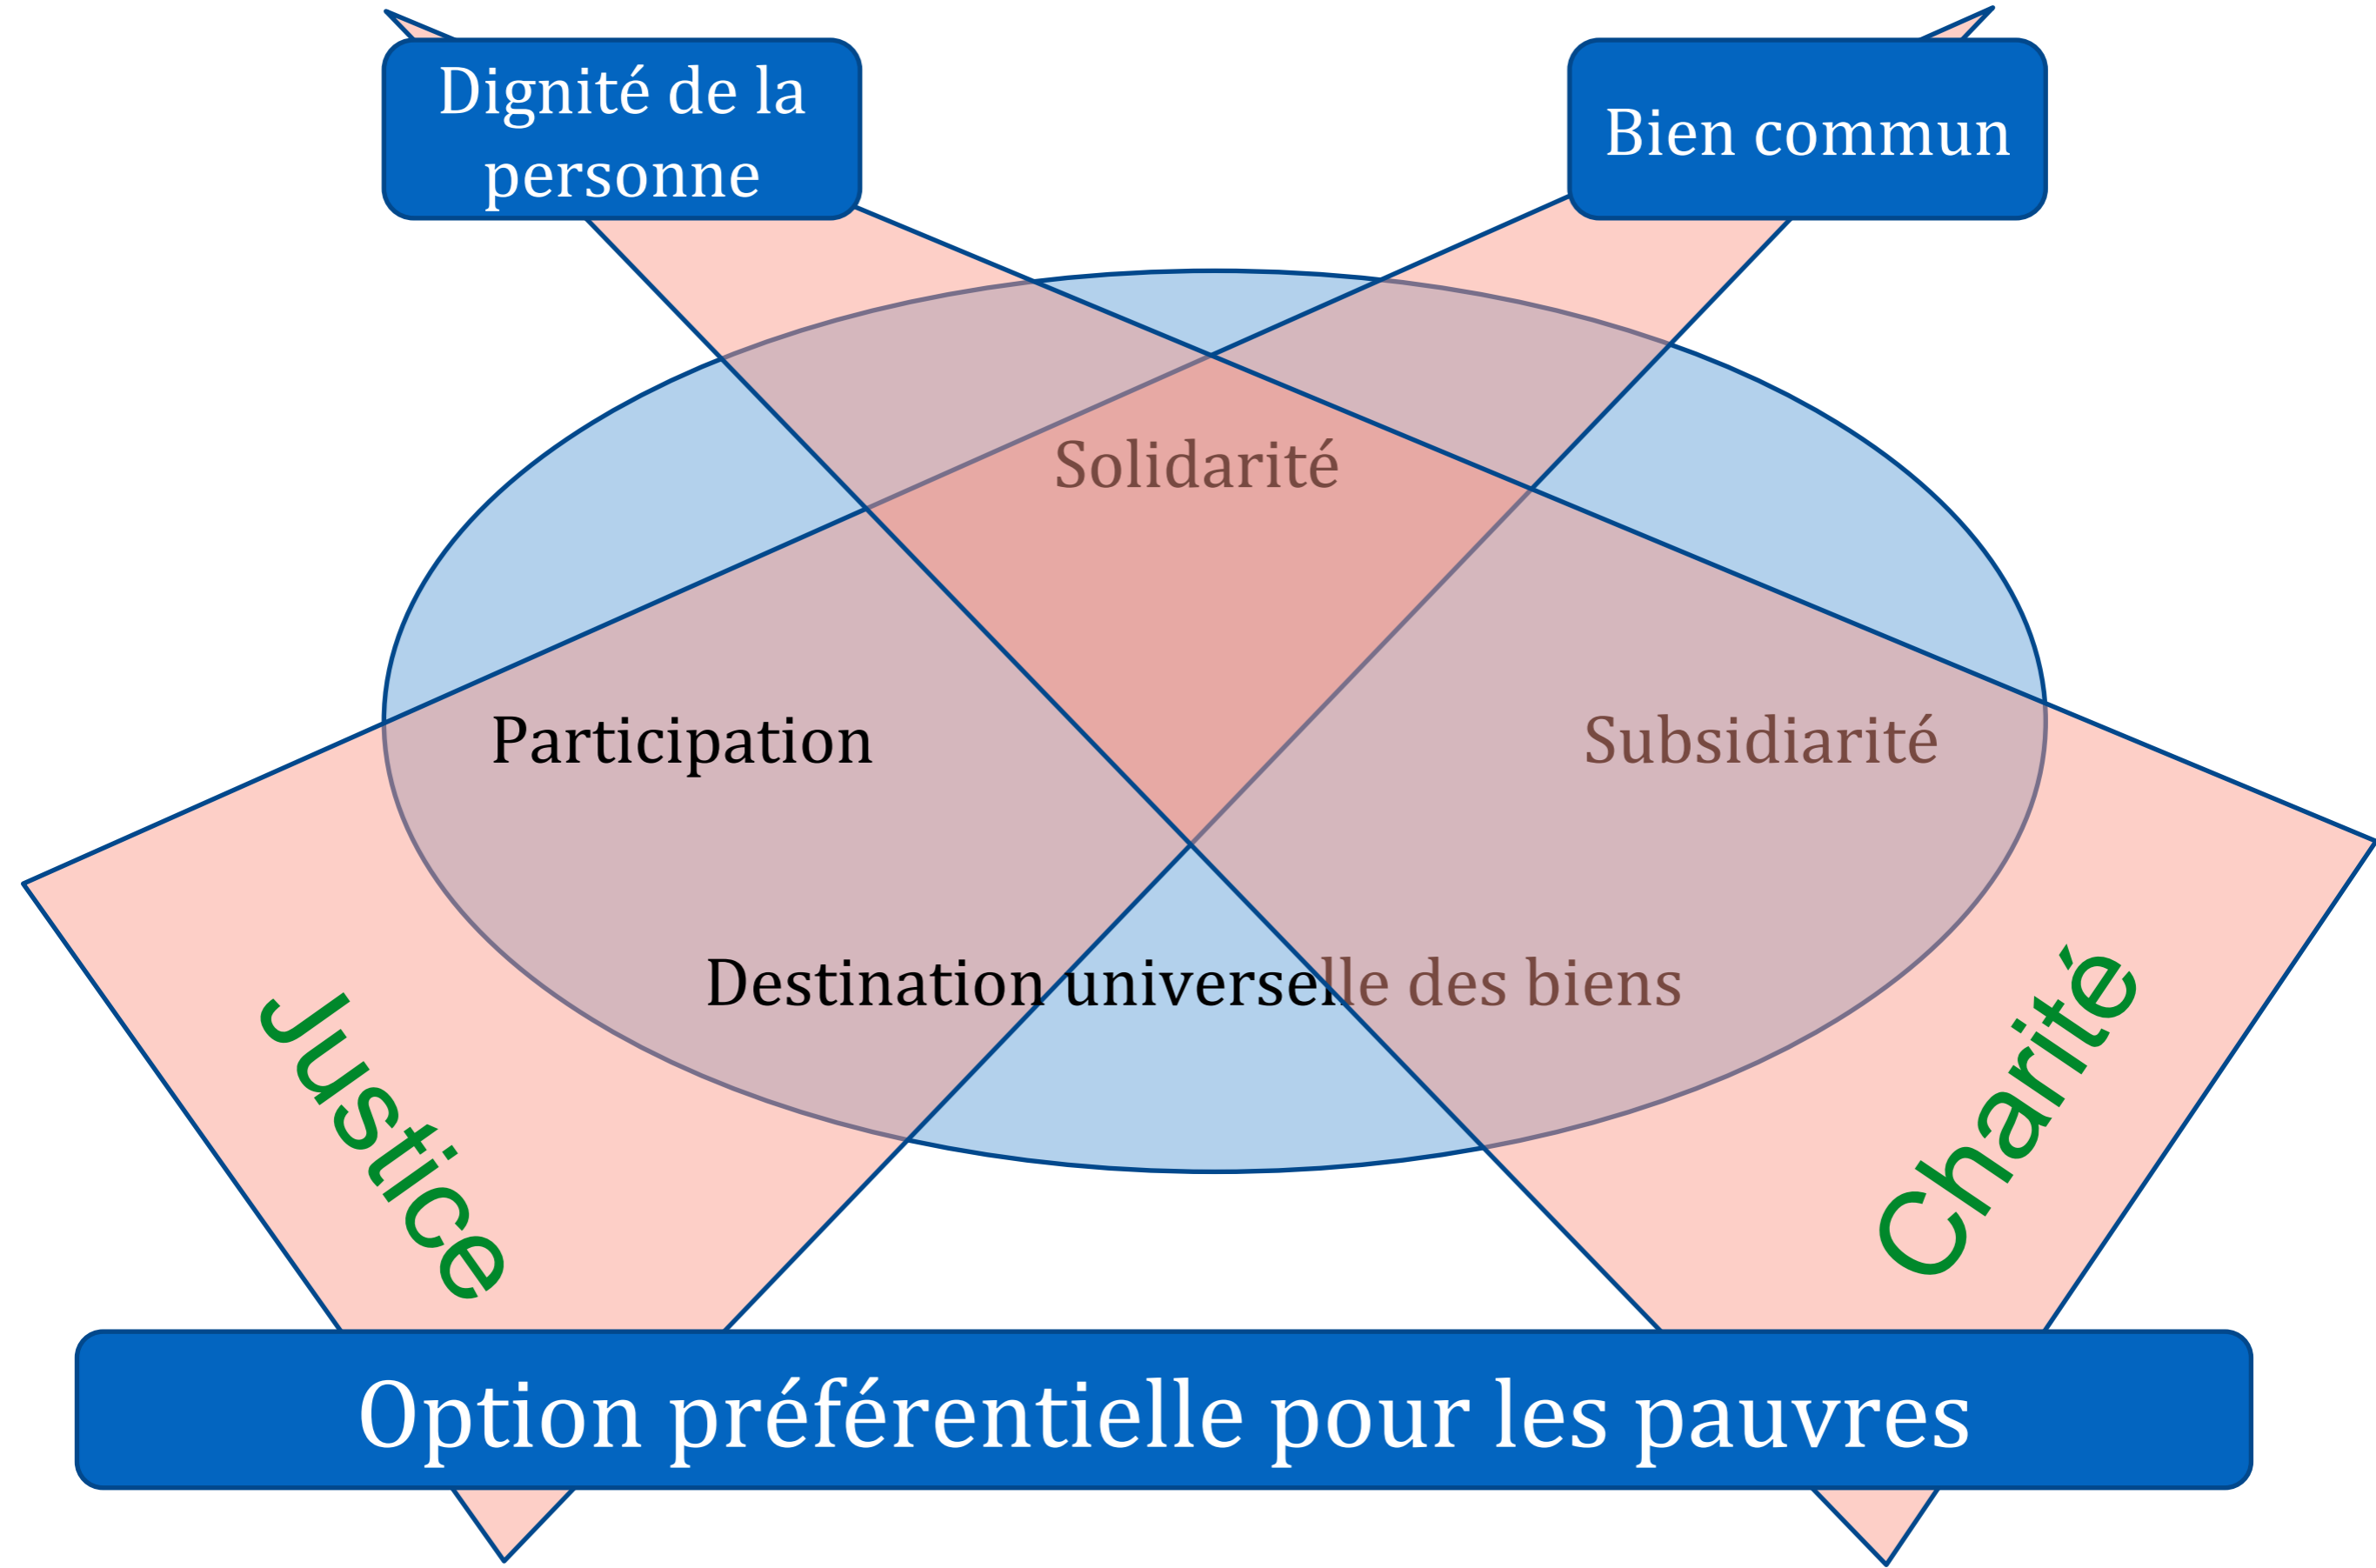 Dignité de la
personne
Bien commun
Solidarité
Participation
Subsidiarité
Destination universelle des biens
Justice
Charité
Option préférentielle pour les pauvres